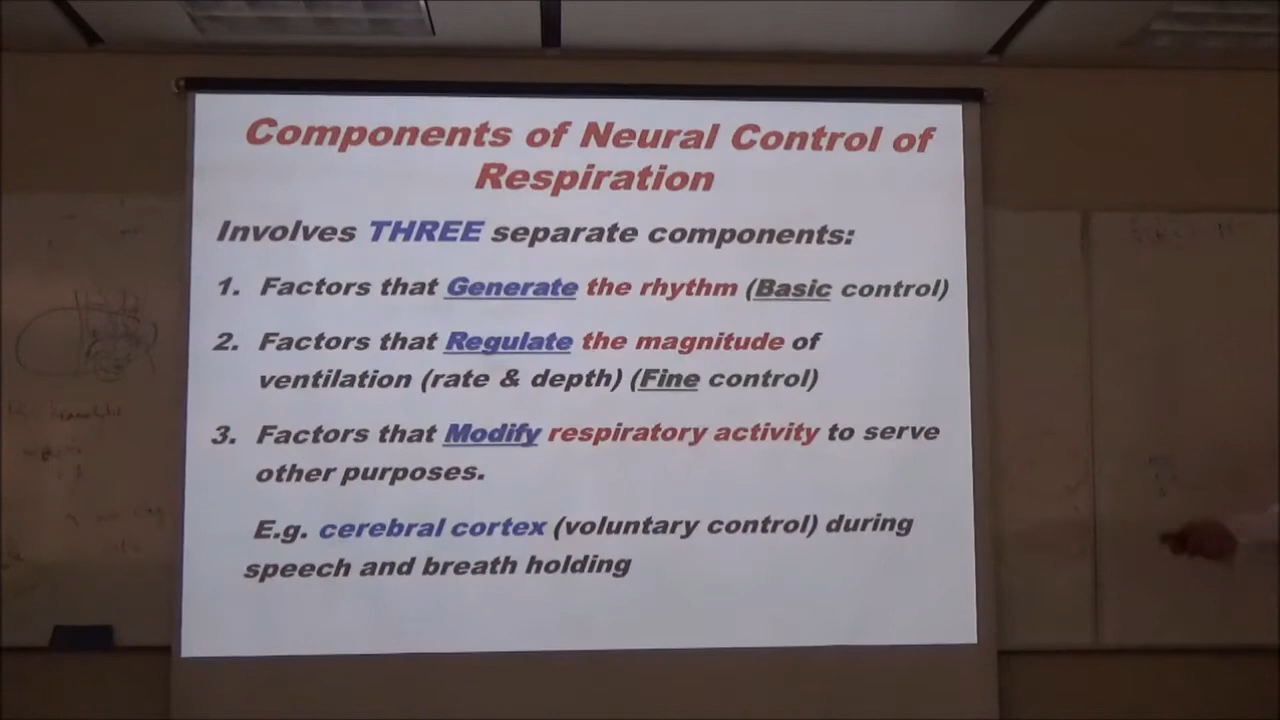 Components of Neural Control of
Respiration
Involves THREE separate components:
1. Factors that Generate the rhythm (Basic control)
2. Factors that Regulate the magnitude of
ventilation (rate & depth) (Fine control)
3. Factors that Modify respiratory activity to serve
other purposes.
E.g. cerebral cortex (voluntary control) during
speech and breath holding